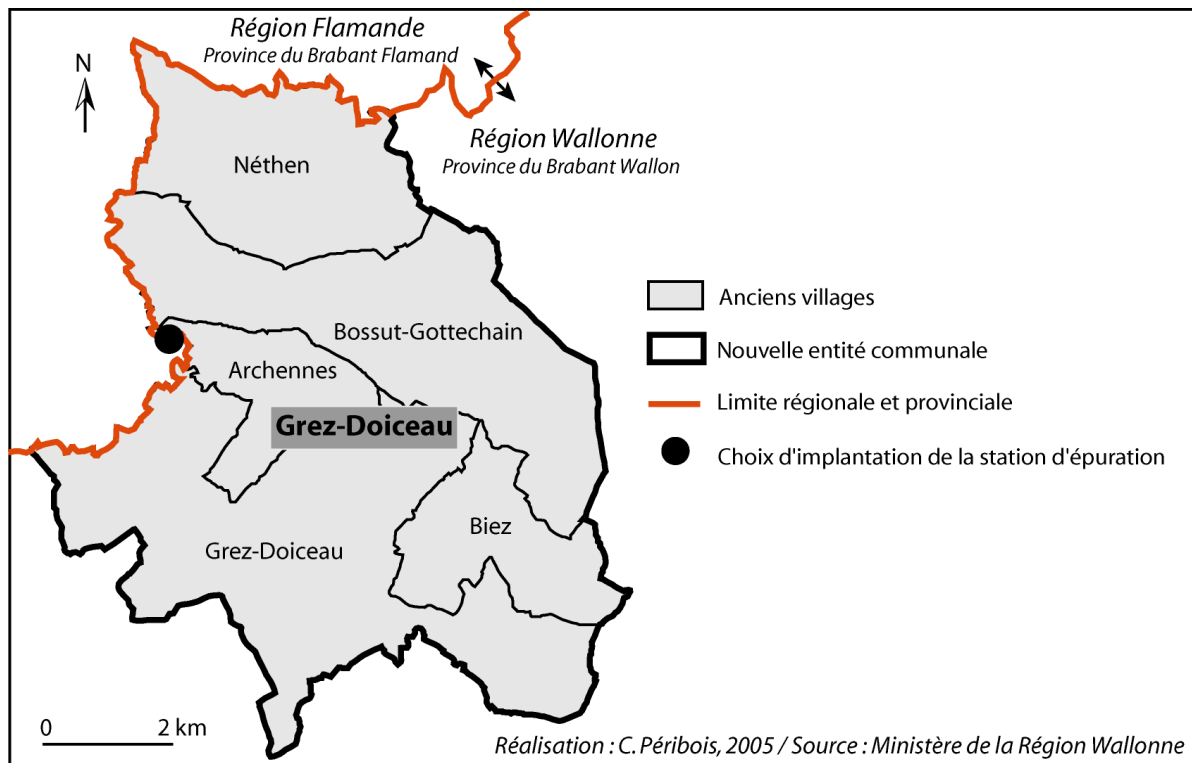 Région Flamande
Province du Brabant Flamand
N
Région Wallonne
Province du Brabant Wallon
Néthen
Bossut-Gottechain
Archennes
Grez-Doiceau
Biez
Grez-Doiceau
Anciens villages
Nouvelle entité communale
Limite régionale et provinciale
Choix d'implantation de la station d'épuration
0 2 km
Réalisation : C. Péribois, 2005 / Source : Ministère de la Région Wallonne